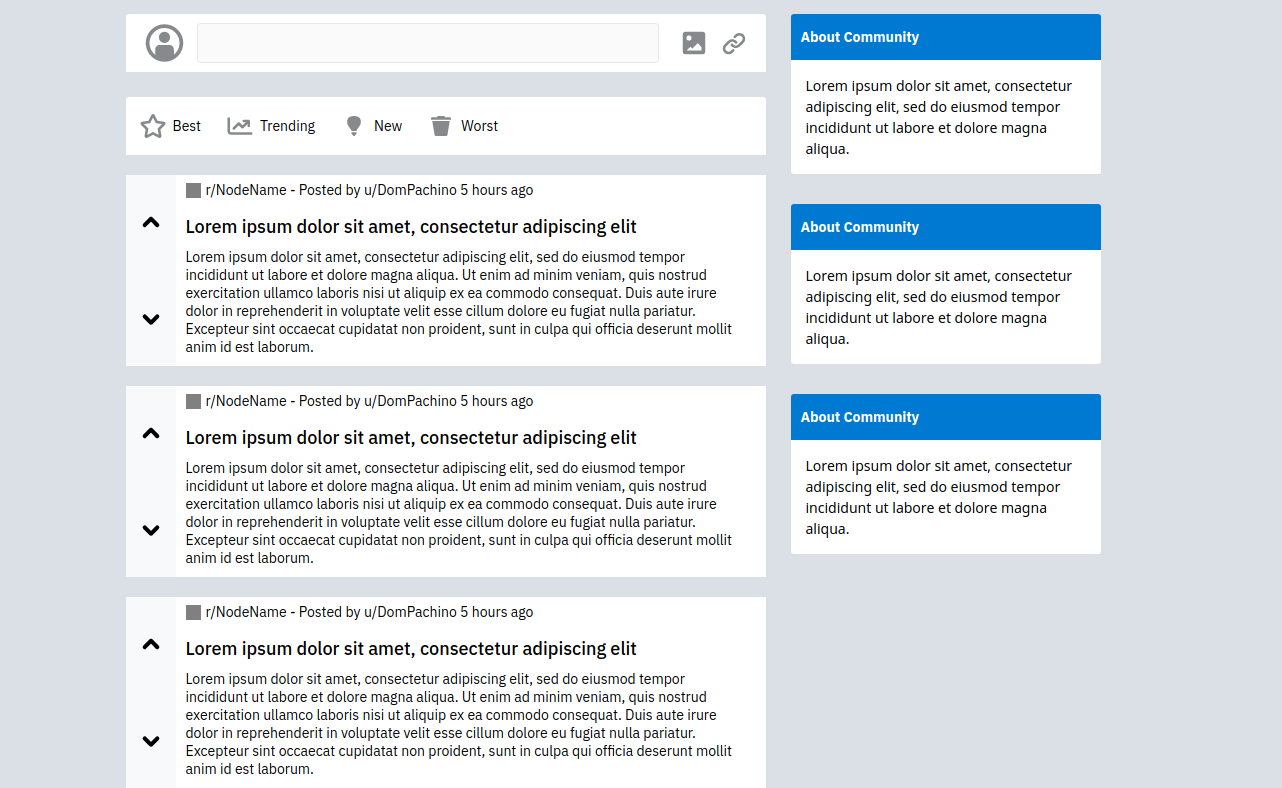 Best
Trending
New
Worst
r/NodeName - Posted by u/DomPachino 5 hours ago
Lorem ipsum dolor sit amet, consectetur adipiscing elit
Lorem ipsum dolor sit amet, consectetur adipiscing elit, sed do eiusmod tempor
incididunt ut labore et dolore magna aliqua. Ut enim ad minim veniam, quis nostrud
exercitation ullamco laboris nisi ut aliquip ex ea commodo consequat. Duis aute irure
dolor in reprehenderit in voluptate velit esse cillum dolore eu fugiat nulla pariatur.
Excepteur sint occaecat cupidatat non proident, sunt in culpa qui officia deserunt mollit
anim id est laborum.
r/NodeName - Posted by u/DomPachino 5 hours ago
Lorem ipsum dolor sit amet, consectetur adipiscing elit
Lorem ipsum dolor sit amet, consectetur adipiscing elit, sed do eiusmod tempor
incididunt ut labore et dolore magna aliqua. Ut enim ad minim veniam, quis nostrud
exercitation ullamco laboris nisi ut aliquip ex ea commodo consequat. Duis aute irure
dolor in reprehenderit in voluptate velit esse cillum dolore eu fugiat nulla pariatur.
Excepteur sint occaecat cupidatat non proident, sunt in culpa qui officia deserunt mollit
anim id est laborum.
r/NodeName - Posted by u/DomPachino 5 hours ago
Lorem ipsum dolor sit amet, consectetur adipiscing elit
Lorem ipsum dolor sit amet, consectetur adipiscing elit, sed do eiusmod tempor
incididunt ut labore et dolore magna aliqua. Ut enim ad minim veniam, quis nostrud
exercitation ullamco laboris nisi ut aliquip ex ea commodo consequat. Duis aute irure
dolor in reprehenderit in voluptate velit esse cillum dolore eu fugiat nulla pariatur.
Excepteur sint occaecat cupidatat non proident, sunt in culpa qui officia deserunt mollit
anim id est laborum.
About Community
Lorem ipsum dolor sit amet, consectetur
adipiscing elit, sed do eiusmod tempor
incididunt ut labore et dolore magna
aliqua.
About Community
Lorem ipsum dolor sit amet, consectetur
adipiscing elit, sed do eiusmod tempor
incididunt ut labore et dolore magna
aliqua.
About Community
Lorem ipsum dolor sit amet, consectetur
adipiscing elit, sed do eiusmod tempor
incididunt ut labore et dolore magna
aliqua.